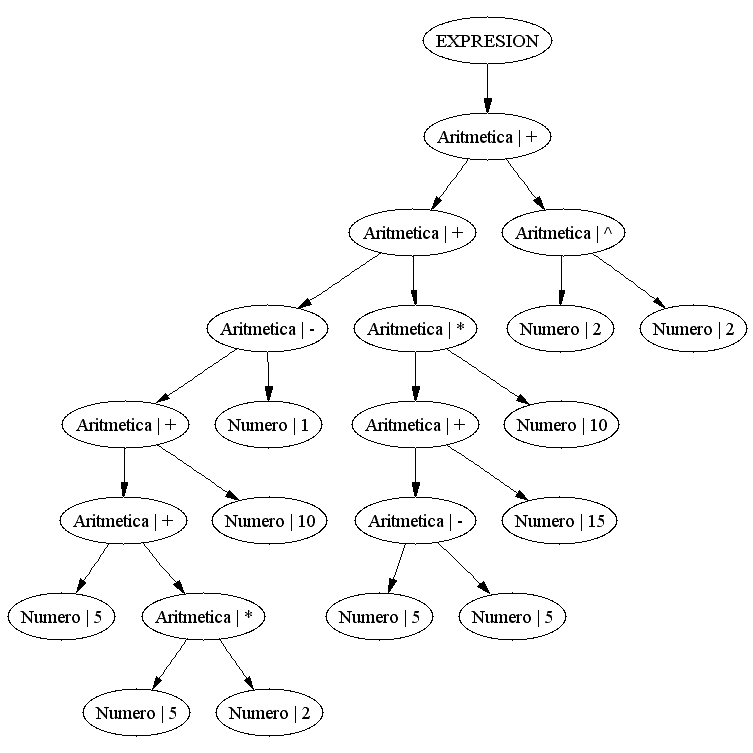 EXPRESION
Aritmetica | +
Aritmetica | +
Aritmetica | ^
Aritmetica | -
Aritmetica | *
Numero | 2
Numero | 2
Aritmetica | +
Numero | 1
Aritmetica | +
Numero | 10
Aritmetica | +
Numero | 10
Aritmetica | -
Numero | 15
Numero | 5
Aritmetica | *
Numero | 5
Numero | 5
Numero | 5
Numero | 2